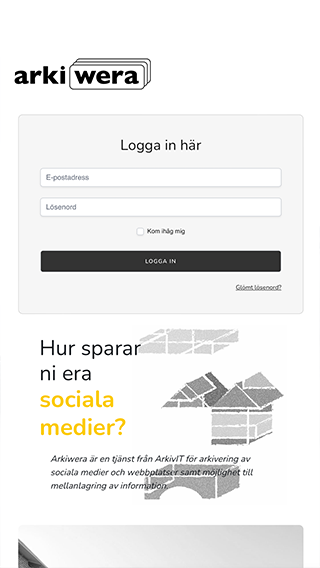 arkiwera
Logga in här
E-postadress
Lösenord
Kom ihåg mig
LOGGA IN
Glömt lösenord?
Hur sparar
ni era
sociala
medier?
Arkiwera är en tjänst från ArkivIT för arkivering av
sociala medier och webbplatser samt möjlighet till
mellanlagring av information.